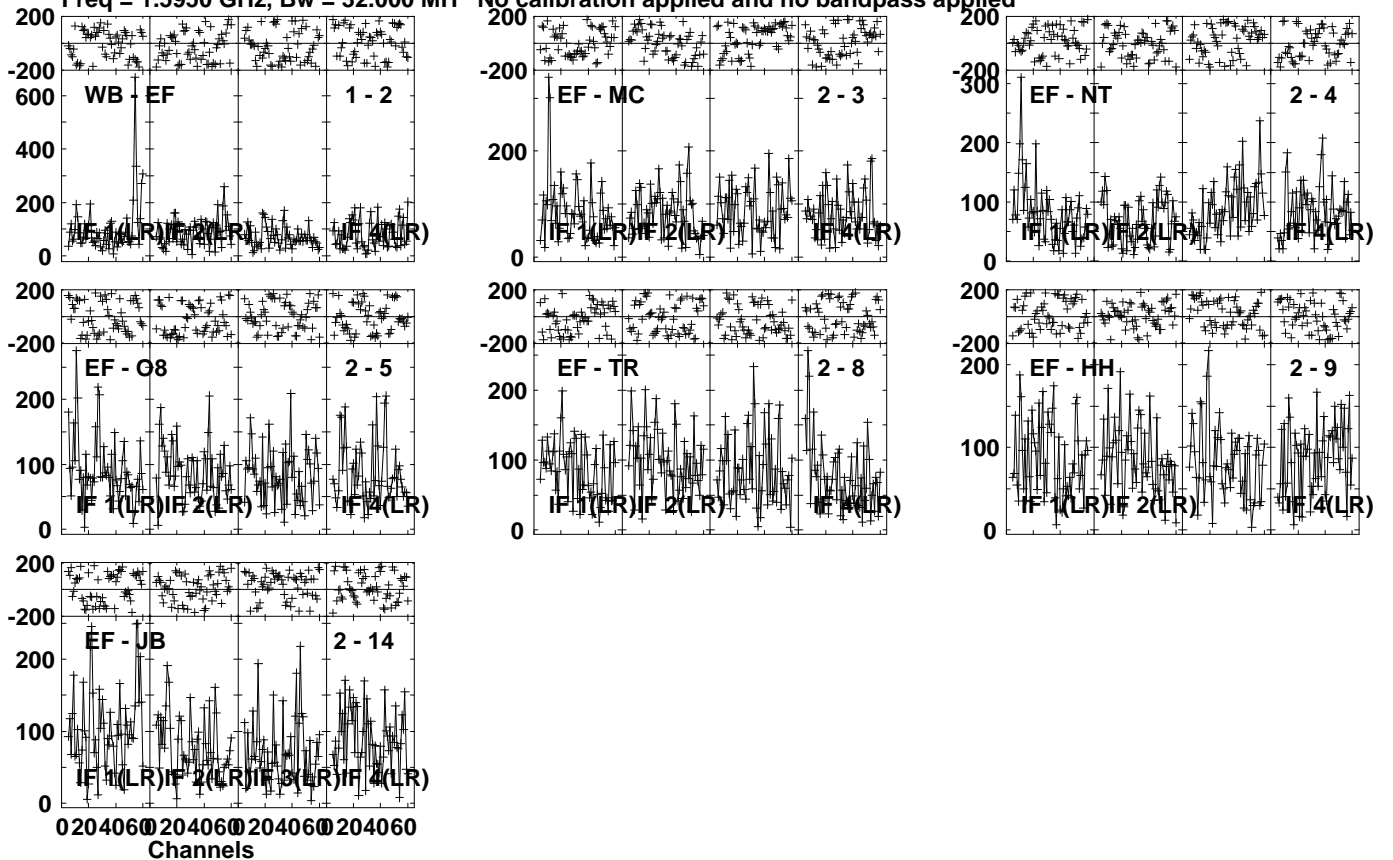 Freq = 1.5950 GHz, Bw = 32.000 MH No calibration applied and no bandpass applied
200
-200
600
400
200
0
WB - EF
1 - 2
IF 1(LR)
IF 2(LR)
IF 4(LR)
200
-200
200
0
EF - MC
2 - 3
IF 1(LR)
IF 2(LR)
IF 4(LR)
200
-200
300
200
100
0
EF - NT
2 - 4
IF 1(LR)
IF 2(LR)
IF 4(LR)
200
-200
200
100
0
EF - O8
2 - 5
IF 1(LR)
IF 2(LR)
IF 4(LR)
200
-200
200
100
0
EF - TR
2 - 8
IF 1(LR)
IF 2(LR)
IF 4(LR)
200
-200
200
100
0
EF - HH
2 - 9
IF 1(LR)
IF 2(LR)
IF 4(LR)
200
-200
200
100
0
EF - JB
2 - 14
IF 1(LR)
IF 2(LR)
IF 3(LR)
IF 4(LR)
0 20 40 60 0 20 40 60 0 20 40 60 0 20 40 60
Channels